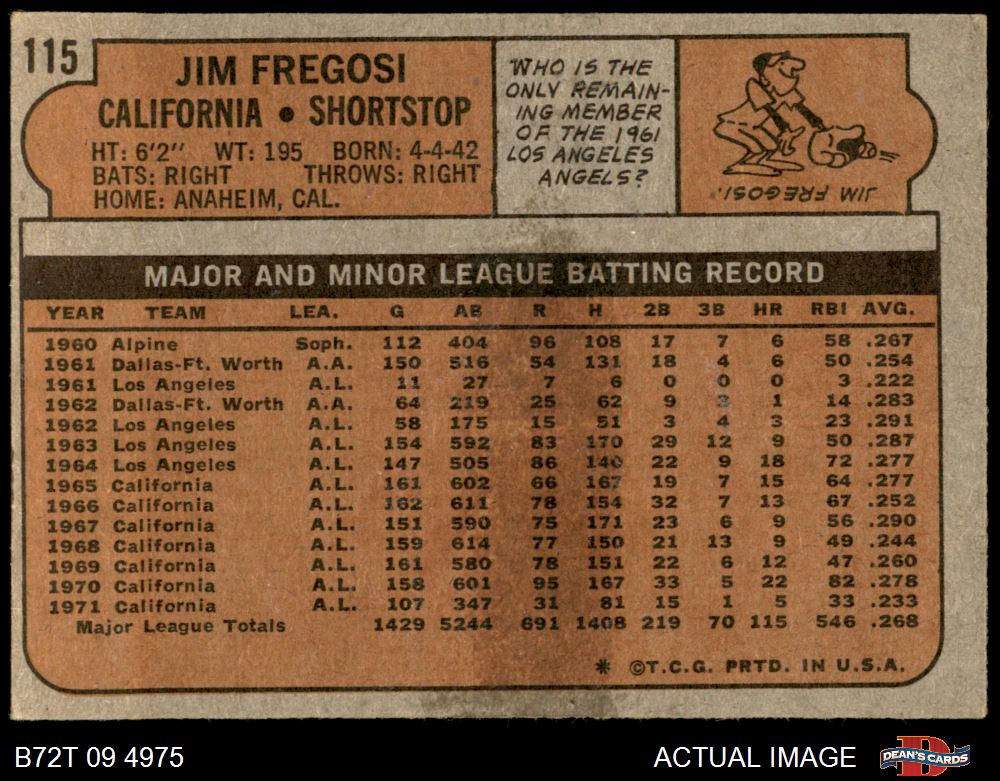 115
JIM FREGOSI
CALIFORNIA • SHORTSTOP
HT: 6'2" WT: 195 BORN: 4-4-42
BATS: RIGHT THROWS: RIGHT
HOME: ANAHEIM, CAL.
WHO IS THE
ONLY REMAIN-
ING MEMBER
OF THE 1961
LOS ANGELES
ANGELS?
JIM FREGOSI.
MAJOR AND MINOR LEAGUE BATTING RECORD
YEAR TEAM LEA. G AB R H 2B 3B HR RBI AVG.
1960 Alpine Soph. 112 404 96 108 17 7 6 58 .267
1961 Dallas-Ft. Worth A.A. 150 516 54 131 18 4 6 50 .254
1961 Los Angeles A.L. 11 27 7 6 0 0 0 3 .222
1962 Dallas-Ft. Worth A.A. 64 219 25 62 9 3 1 14 .283
1962 Los Angeles A.L. 58 175 15 51 3 4 3 23 .291
1963 Los Angeles A.L. 154 592 83 170 29 12 9 50 .287
1964 Los Angeles A.L. 147 505 86 140 22 9 18 72 .277
1965 California A.L. 161 602 66 167 19 7 15 64 .277
1966 California A.L. 162 611 78 154 32 7 13 67 .252
1967 California A.L. 151 590 75 171 23 6 9 56 .290
1968 California A.L. 159 614 77 150 21 13 9 49 .244
1969 California A.L. 161 580 78 151 22 6 12 47 .260
1970 California A.L. 158 601 95 167 33 5 22 82 .278
1971 California A.L. 107 347 31 81 15 1 5 33 .233
Major League Totals 1429 5244 691 1408 219 70 115 546 .268
* ©T.C.G. PRTD. IN U.S.A.
B72T 09 4975 ACTUAL IMAGE DEAN'S CARDS